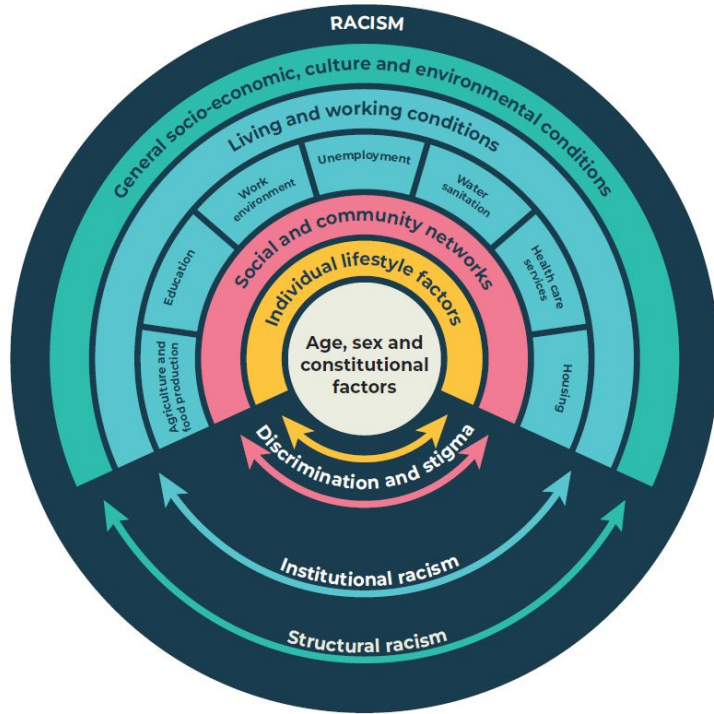 RACISM
General socio-economic, culture and environmental conditions
Living and working conditions
Agriculture and
food production
Education
Work
environment
Unemployment
Water
sanitation
Health care
services
Housing
Social and community networks
Individual lifestyle factors
Age, sex and
constitutional
factors
Discrimination and stigma
Institutional racism
Structural racism